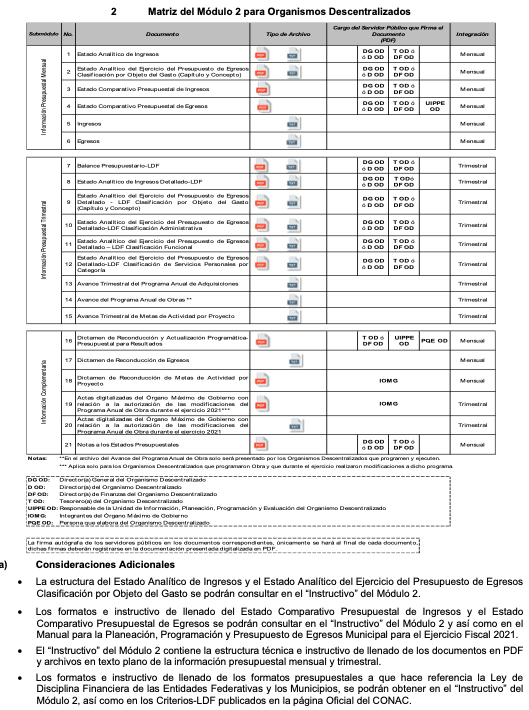 2 Matriz del Módulo 2 para Organismos Descentralizados
Submódulo No. Documento Tipo de Archivo Cargo del Servidor Público que Firma el Documento (PDF) Integración
Información Presupuestal Mensual
1 Estado Analítico de Ingresos PDF TXT DG OD ó D OD T OD ó DF OD Mensual
2 Estado Analítico del Ejercicio del Presupuesto de Egresos Clasificación por Objeto del Gasto (Capítulo y Concepto) PDF TXT DG OD ó D OD T OD ó DF OD Mensual
3 Estado Comparativo Presupuestal de Ingresos PDF DG OD ó D OD T OD ó DF OD Mensual
4 Estado Comparativo Presupuestal de Egresos PDF DG OD ó D OD T OD ó DF OD UIPPE OD Mensual
5 Ingresos TXT Mensual
6 Egresos TXT Mensual
Información Presupuestal Trimestral
7 Balance Presupuestario-LDF PDF TXT DG OD ó D OD T OD ó DF OD Trimestral
8 Estado Analítico de Ingresos Detallado-LDF PDF TXT DG OD ó D OD T OD ó DF OD Trimestral
9 Estado Analítico del Ejercicio del Presupuesto de Egresos Detallado - LDF Clasificación por Objeto del Gasto (Capítulo y Concepto) PDF TXT DG OD ó D OD T OD ó DF OD Trimestral
10 Estado Analítico del Ejercicio del Presupuesto de Egresos Detallado-LDF Clasificación Administrativa PDF TXT DG OD ó D OD T OD ó DF OD Trimestral
11 Estado Analítico del Ejercicio del Presupuesto de Egresos Detallado – LDF Clasificación Funcional PDF TXT DG OD ó D OD T OD ó DF OD Trimestral
12 Estado Analítico del Ejercicio del Presupuesto de Egresos Detallado-LDF Clasificación de Servicios Personales por Categoría PDF TXT DG OD ó D OD T OD ó DF OD Trimestral
13 Avance Trimestral del Programa Anual de Adquisiciones TXT Trimestral
14 Avance del Programa Anual de Obras ** TXT Trimestral
15 Avance Trimestral de Metas de Actividad por Proyecto TXT Trimestral
Información Complementaria
16 Dictamen de Reconducción y Actualización Programática-Presupuestal para Resultados PDF T OD ó DF OD UIPPE OD PQE OD Mensual
17 Dictamen de Reconducción de Egresos TXT Mensual
18 Dictamen de Reconducción de Metas de Actividad por Proyecto PDF IOMG Mensual
19 Actas digitalizadas del Órgano Máximo de Gobierno con relación a la autorización de las modificaciones del Programa Anual de Obra durante el ejercicio 2021*** PDF IOMG Trimestral
20 Actas digitalizadas del Órgano Máximo de Gobierno con relación a la autorización de las modificaciones del Programa Anual de Obra durante el ejercicio 2021 TXT Trimestral
21 Notas a los Estados Presupuestales PDF DG OD ó D OD T OD ó DF OD Mensual
Notas: **En el archivo del Avance del Programa Anual de Obra solo será presentado por los Organismos Descentralizados que programen y ejecuten.
*** Aplica solo para los Organismos Descentralizados que programaron Obra y que durante el ejercicio realizaron modificaciones a dicho programa.
DG OD: Director(a) General del Organismo Descentralizado
D OD: Director(a) del Organismo Descentralizado
DF OD: Director(a) de Finanzas del Organismo Descentralizado
T OD: Tesorero(a) del Organismo Descentralizado
UIPPE OD: Responsable de la Unidad de Información, Planeación, Programación y Evaluación del Organismo Descentralizado
IOMG: Integrantes del Órgano Máximo de Gobierno
PQE OD: Persona que elabora del Organismo Descentralizado
La firma autógrafa de los servidores públicos en los documentos correspondientes, únicamente se hará al final de cada documento,
dichas firmas deberán registrarse en la documentación presentada digitalizada en PDF.
a) Consideraciones Adicionales
• La estructura del Estado Analítico de Ingresos y el Estado Analítico del Ejercicio del Presupuesto de Egresos
Clasificación por Objeto del Gasto se podrán consultar en el “Instructivo” del Módulo 2.
• Los formatos e instructivo de llenado del Estado Comparativo Presupuestal de Ingresos y el Estado
Comparativo Presupuestal de Egresos se podrán consultar en el “Instructivo” del Módulo 2 y así como en el
Manual para la Planeación, Programación y Presupuesto de Egresos Municipal para el Ejercicio Fiscal 2021.
• El “Instructivo” del Módulo 2 contiene la estructura técnica e instructivo de llenado de los documentos en PDF
y archivos en texto plano de la información presupuestal mensual y trimestral.
• Los formatos e instructivo de llenado de los formatos presupuestales a que hace referencia la Ley de
Disciplina Financiera de las Entidades Federativas y los Municipios, se podrán obtener en el “Instructivo” del
Módulo 2, así como en los Criterios-LDF publicados en la página Oficial del CONAC.